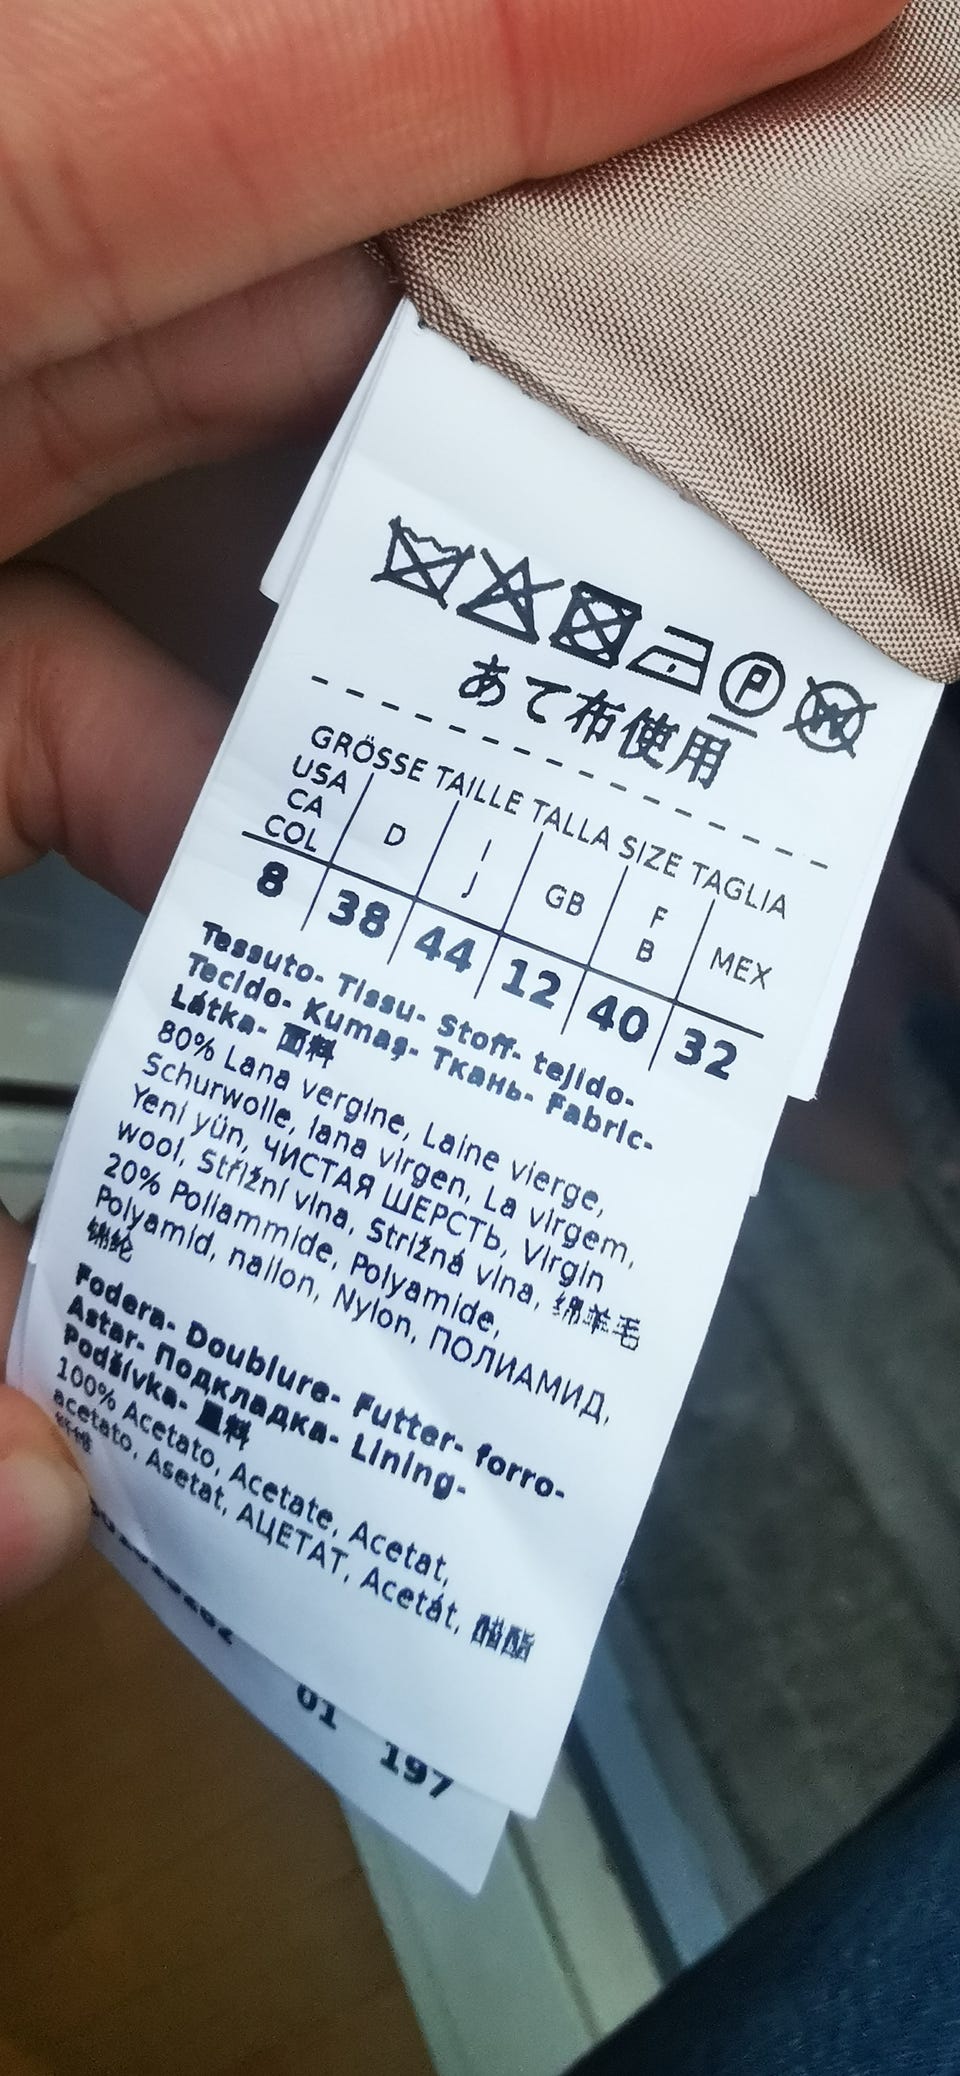 P W
あて布使用
GRÖSSE TAILLE TALLA SIZE TAGLIA
USA CA COL D I J GB F B MEX
8 38 44 12 40 32
Tessuto- Tissu- Stoff- tejido-
Tecido- Kumaş- Ткань- Fabric-
Látka- 面料
80% Lana vergine, Laine vierge,
Schurwolle, lana virgen, La virgem,
Yeni yün, ЧИСТАЯ ШЕРСТЬ, Virgin
wool, Střižní vlna, Strižná vlna, 绵羊毛
20% Poliammide, Polyamide,
Polyamid, nailon, Nylon, ПОЛИАМИД,
锦纶
Fodera- Doublure- Futter- forro-
Astar- Подкладка- Lining-
Podšívka- 里料
100% Acetato, Acetate, Acetat,
acetato, Asetat, АЦЕТАТ, Acetát, 醋酯
纤维
01 197